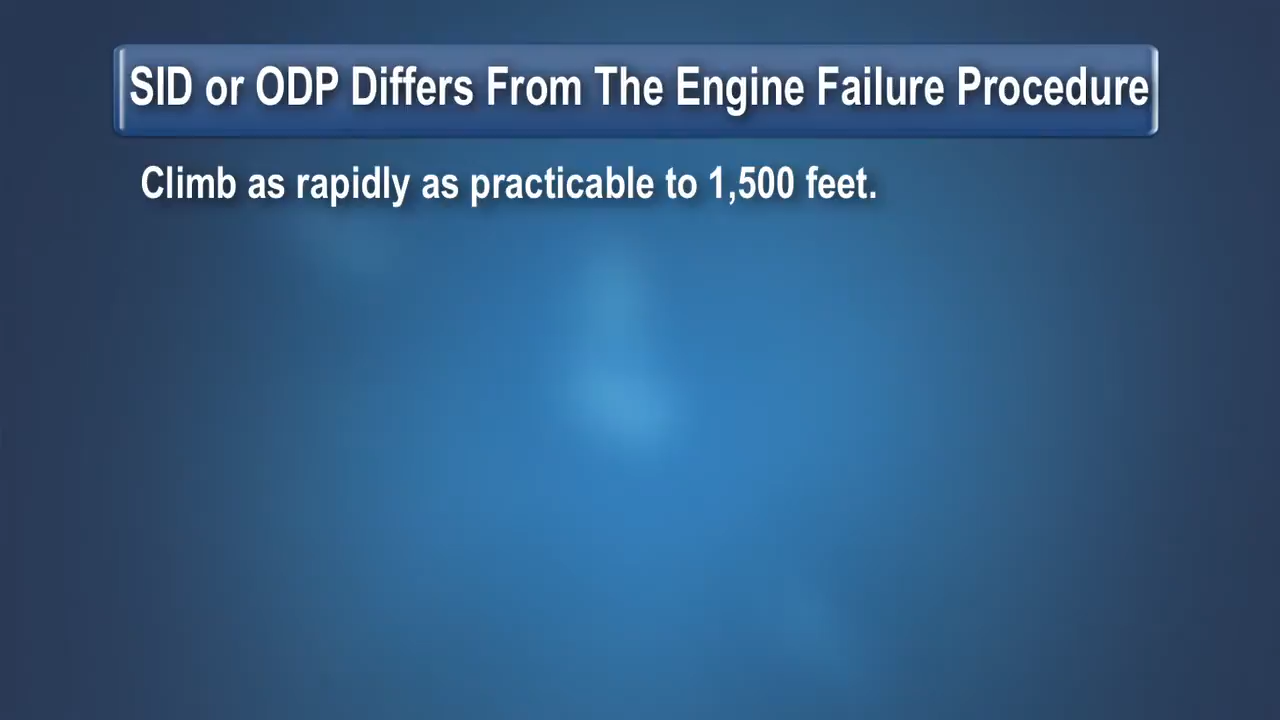 SID or ODP Differs From The Engine Failure Procedure
Climb as rapidly as practicable to 1,500 feet.